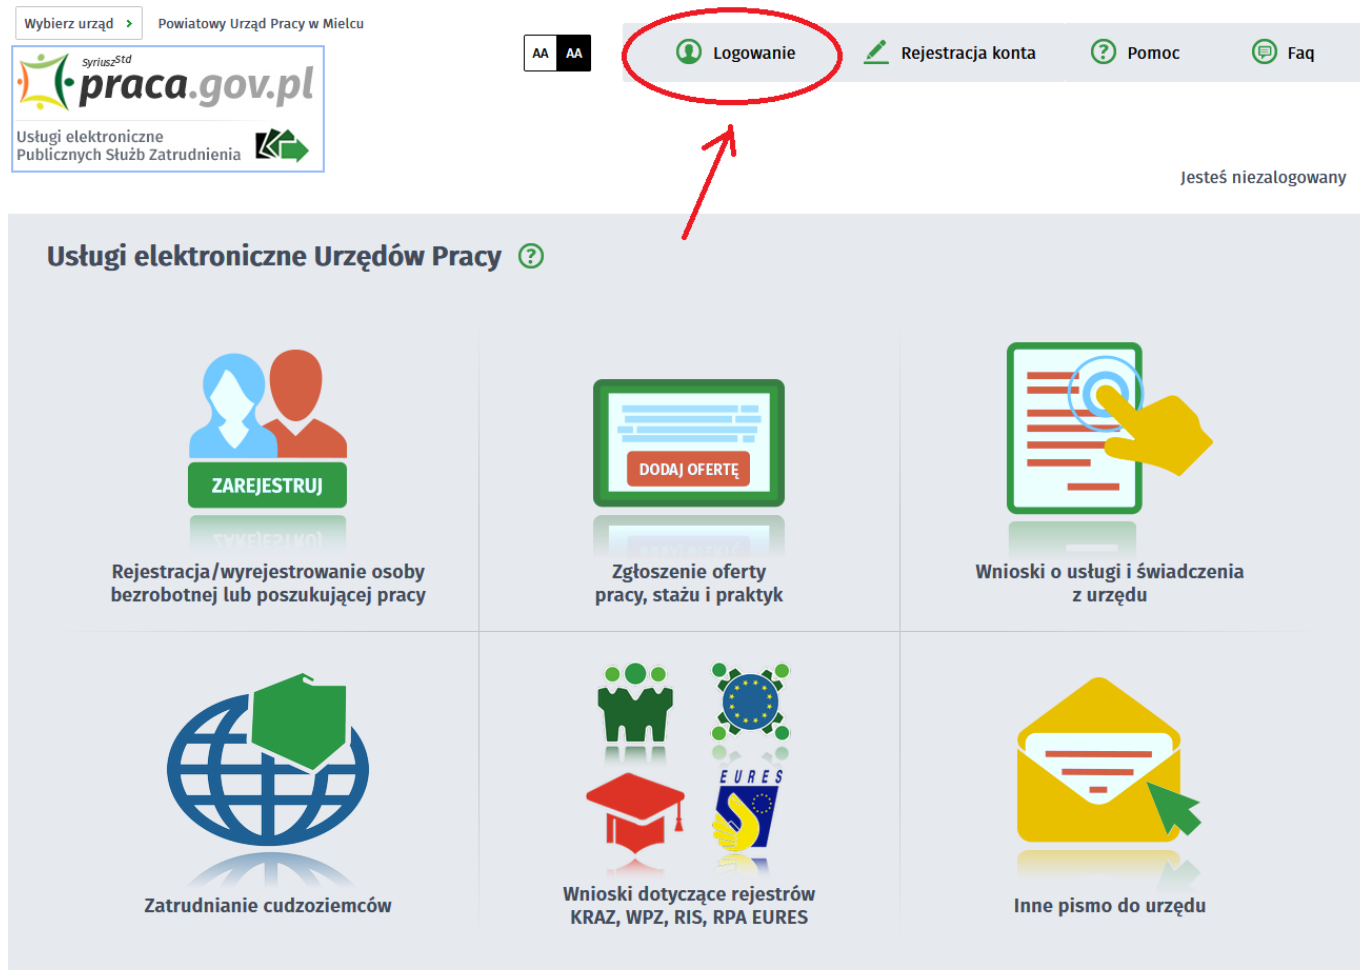 Wybierz urząd > Powiatowy Urząd Pracy w Mielcu
AA AA
Logowanie
Rejestracja konta
? Pomoc
Faq
SyriuszStd
praca.gov.pl
Usługi elektroniczne
Publicznych Służb Zatrudnienia
Jesteś niezalogowany
Usługi elektroniczne Urzędów Pracy ?
ZAREJESTRUJ
Rejestracja/wyrejestrowanie osoby
bezrobotnej lub poszukującej pracy
DODAJ OFERTĘ
Zgłoszenie oferty
pracy, stażu i praktyk
Wnioski o usługi i świadczenia
z urzędu
Zatrudnianie cudzoziemców
EURES
Wnioski dotyczące rejestrów
KRAZ, WPZ, RIS, RPA EURES
Inne pismo do urzędu